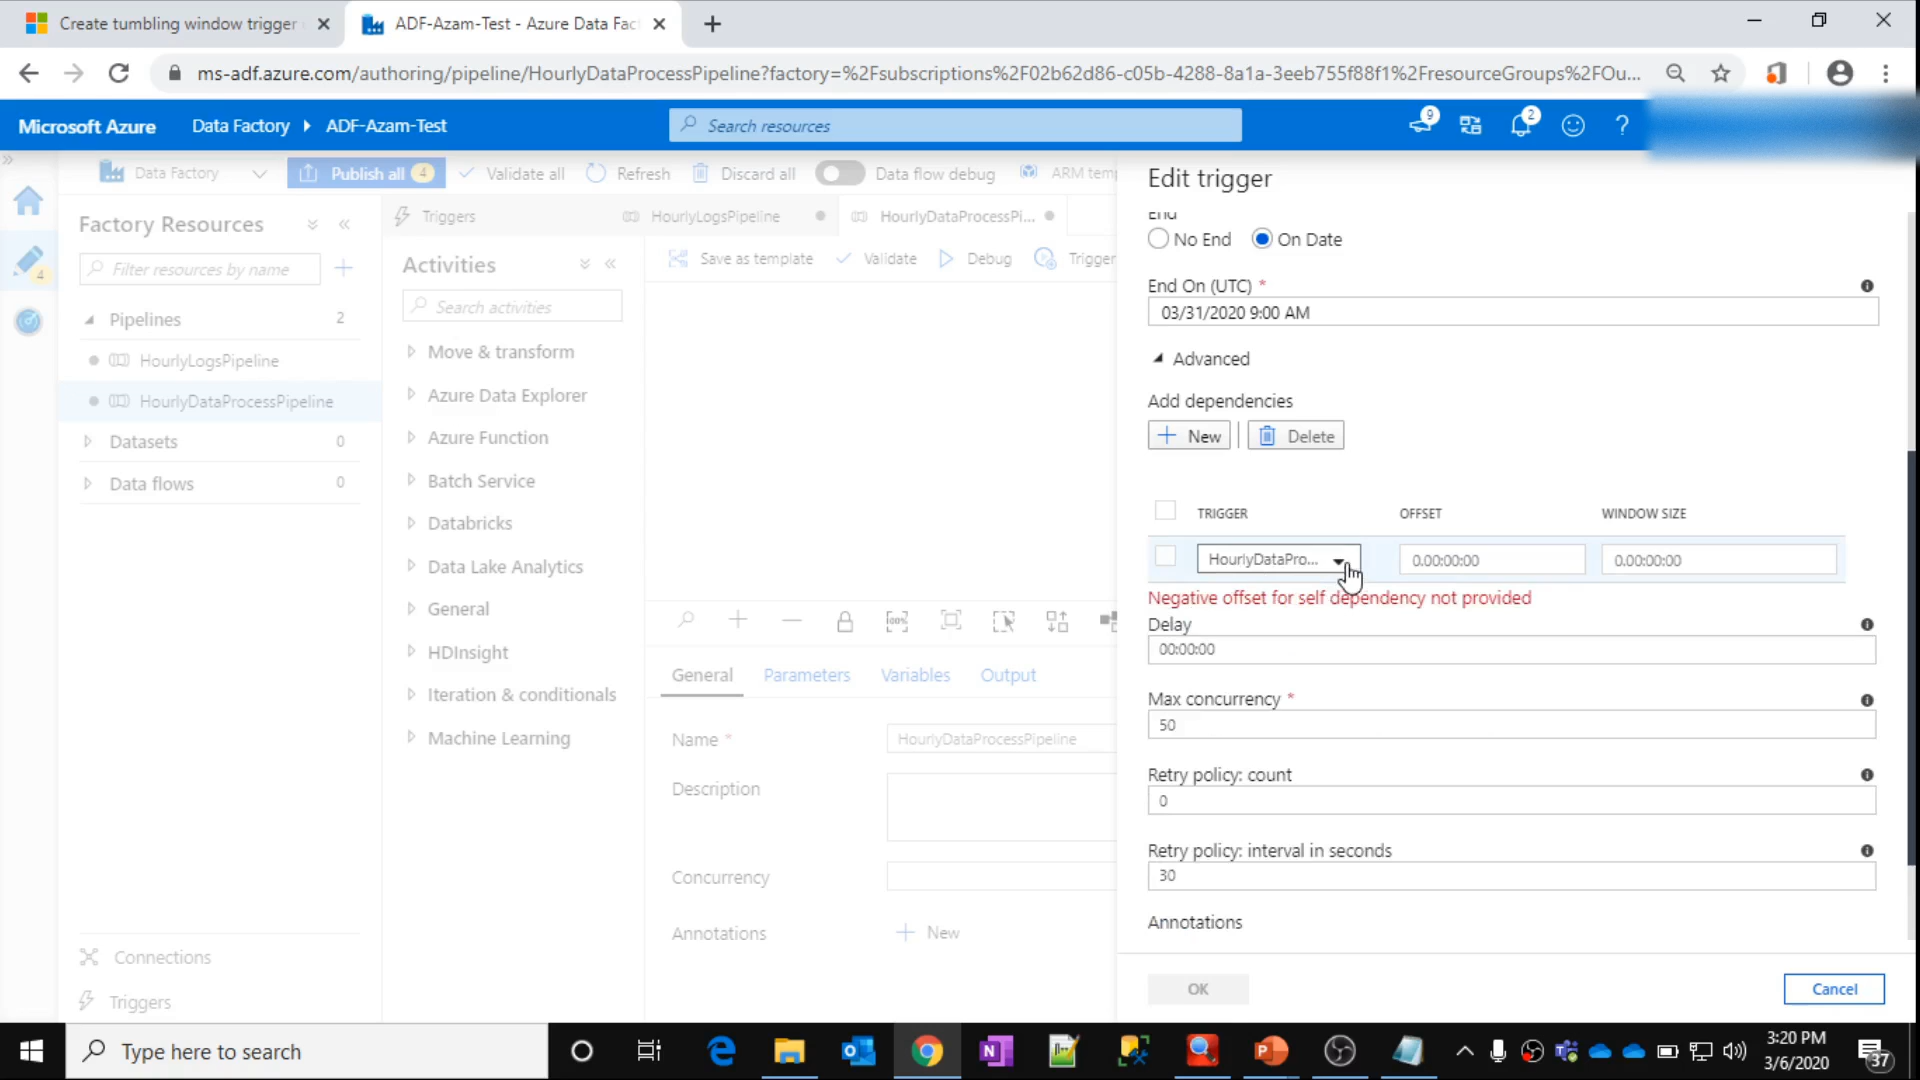 Create tumbling window trigger
ADF-Azam-Test - Azure Data Fac
ms-adf.azure.com/authoring/pipeline/HourlyDataProcessPipeline?factory=%2Fsubscriptions%2F02b62d86-c05b-4288-8a1a-3eeb755f88f1%2FresourceGroups%2FOu...
Microsoft Azure
Data Factory
ADF-Azam-Test
Search resources
9
2
?
Data Factory
Publish all
4
Validate all
Refresh
Discard all
Data flow debug
ARM temp
Edit trigger
4
Factory Resources
Filter resources by name
Pipelines
2
HourlyLogsPipeline
HourlyDataProcessPipeline
Datasets
0
Data flows
0
Connections
Triggers
Triggers
HourlyLogsPipeline
HourlyDataProcessPi...
Activities
Search activities
Move & transform
Azure Data Explorer
Azure Function
Batch Service
Databricks
Data Lake Analytics
General
HDInsight
Iteration & conditionals
Machine Learning
Save as template
Validate
Debug
Trigger
100%
General
Parameters
Variables
Output
Name *
HourlyDataProcessPipeline
Description
Concurrency
Annotations
New
End
No End
On Date
End On (UTC) *
03/31/2020 9:00 AM
Advanced
Add dependencies
New
Delete
TRIGGER
OFFSET
WINDOW SIZE
HourlyDataPro...
0.00:00:00
0.00:00:00
Negative offset for self dependency not provided
Delay
00:00:00
Max concurrency *
50
Retry policy: count
0
Retry policy: interval in seconds
30
Annotations
OK
Cancel
Type here to search
3:20 PM
3/6/2020
37